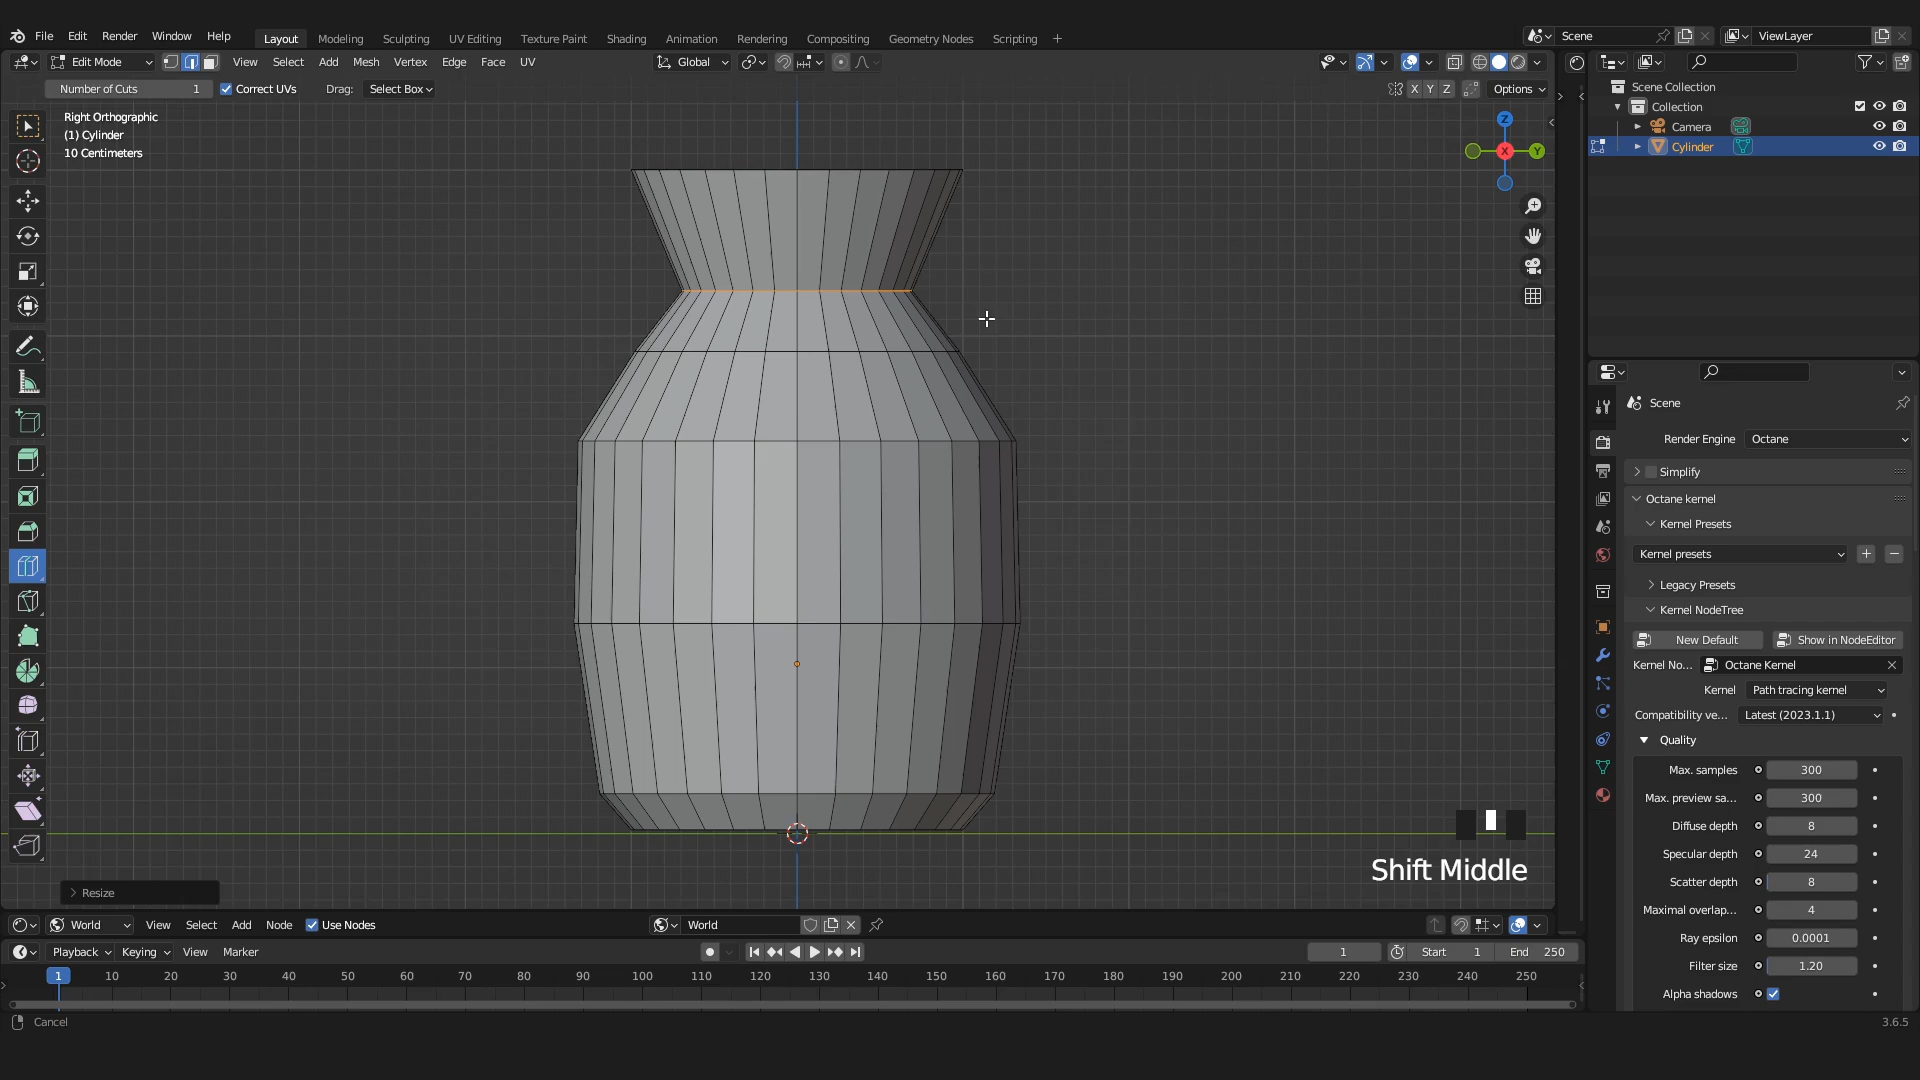 File Edit Render Window Help
Layout Modeling Sculpting UV Editing Texture Paint Shading Animation Rendering Compositing Geometry Nodes Scripting +
Scene
ViewLayer
Edit Mode View Select Add Mesh Vertex Edge Face UV
Global
Number of Cuts 1
Correct UVs
Drag: Select Box
X Y Z
Options
Right Orthographic
(1) Cylinder
10 Centimeters
Z
X
Y
Scene Collection
Collection
Camera
Cylinder
Scene
Render Engine Octane
Simplify
Octane kernel
Kernel Presets
Kernel presets
Legacy Presets
Kernel NodeTree
New Default
Show in NodeEditor
Kernel No... Octane Kernel
Kernel Path tracing kernel
Compatibility ve... Latest (2023.1.1)
Quality
Max. samples 300
Max. preview sa... 300
Diffuse depth 8
Specular depth 24
Scatter depth 8
Maximal overlap... 4
Ray epsilon 0.0001
Filter size 1.20
Alpha shadows
Shift Middle
Resize
World View Select Add Node Use Nodes
World
Playback Keying View Marker
1
Start 1
End 250
1 10 20 30 40 50 60 70 80 90 100 110 120 130 140 150 160 170 180 190 200 210 220 230 240 250
Cancel
3.6.5